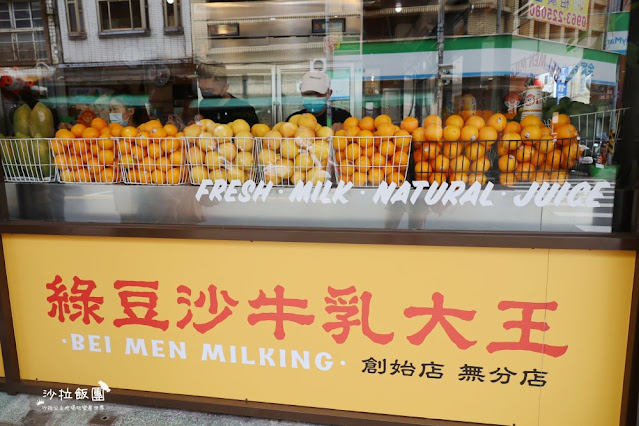 FRESH · MILK · NATURAL · JUICE
綠豆沙牛乳大王
·BEI MEN MILKING·
創始店 無分店
沙拉飯團